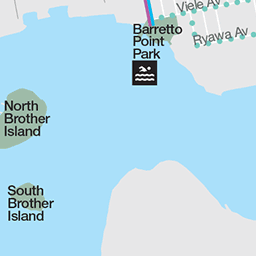 Viele Av
Barretto
Point
Park
Ryawa Av
North
Brother
Island
South
Brother
Island